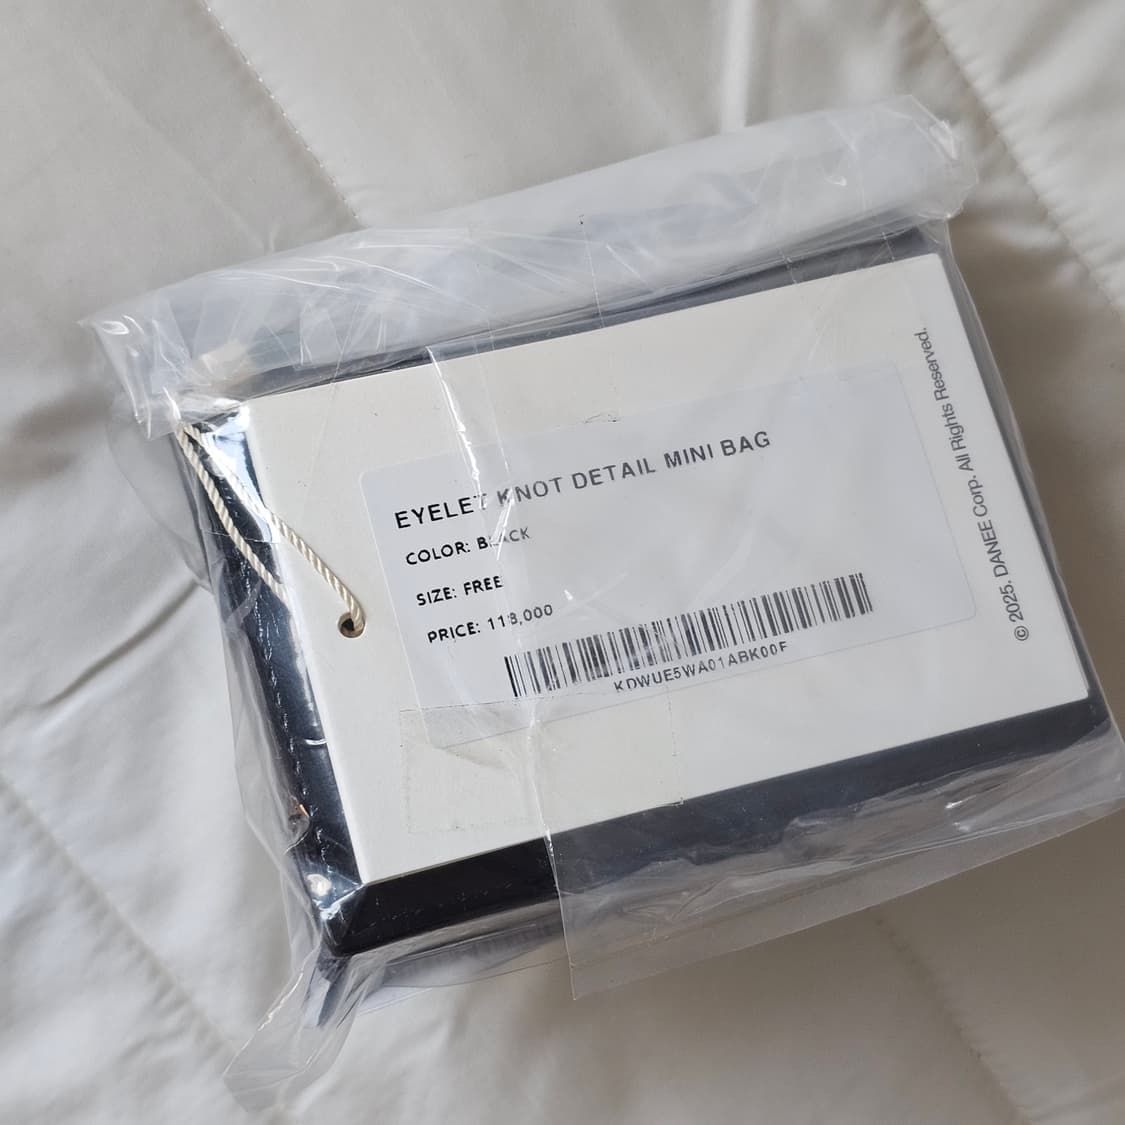 EYELET KNOT DETAIL MINI BAG
COLOR: BLACK
SIZE: FREE
PRICE: 118,000
KDWUE5WA01ABK00F
© 2025. DANEE Corp. All Rights Reserved.